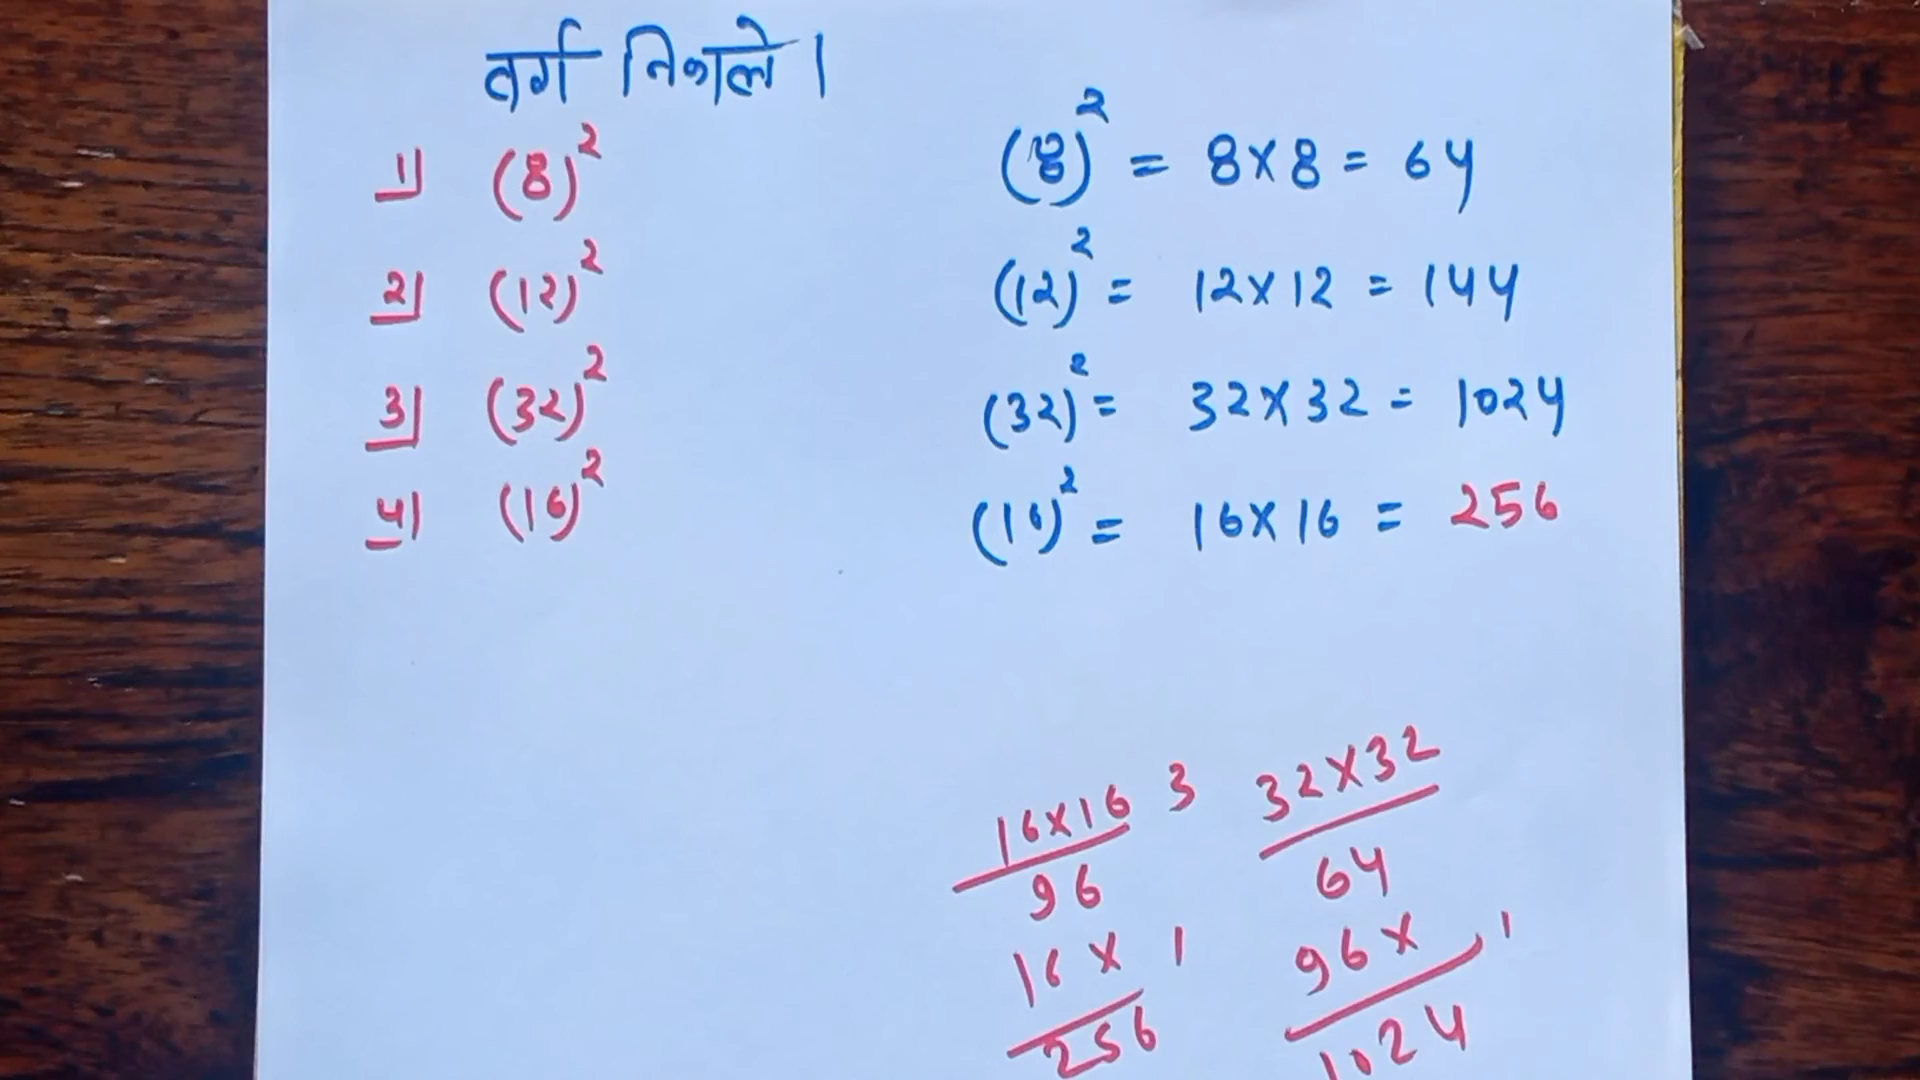 वर्ग निकाले।
1) (8)²
2) (12)²
3) (32)²
4) (16)²
(8)² = 8×8 = 64
(12)² = 12×12 = 144
(32)² = 32×32 = 1024
(16)² = 16×16 = 256
16×16 3
96
16× 1
256
32×32
64
96× 1
1024